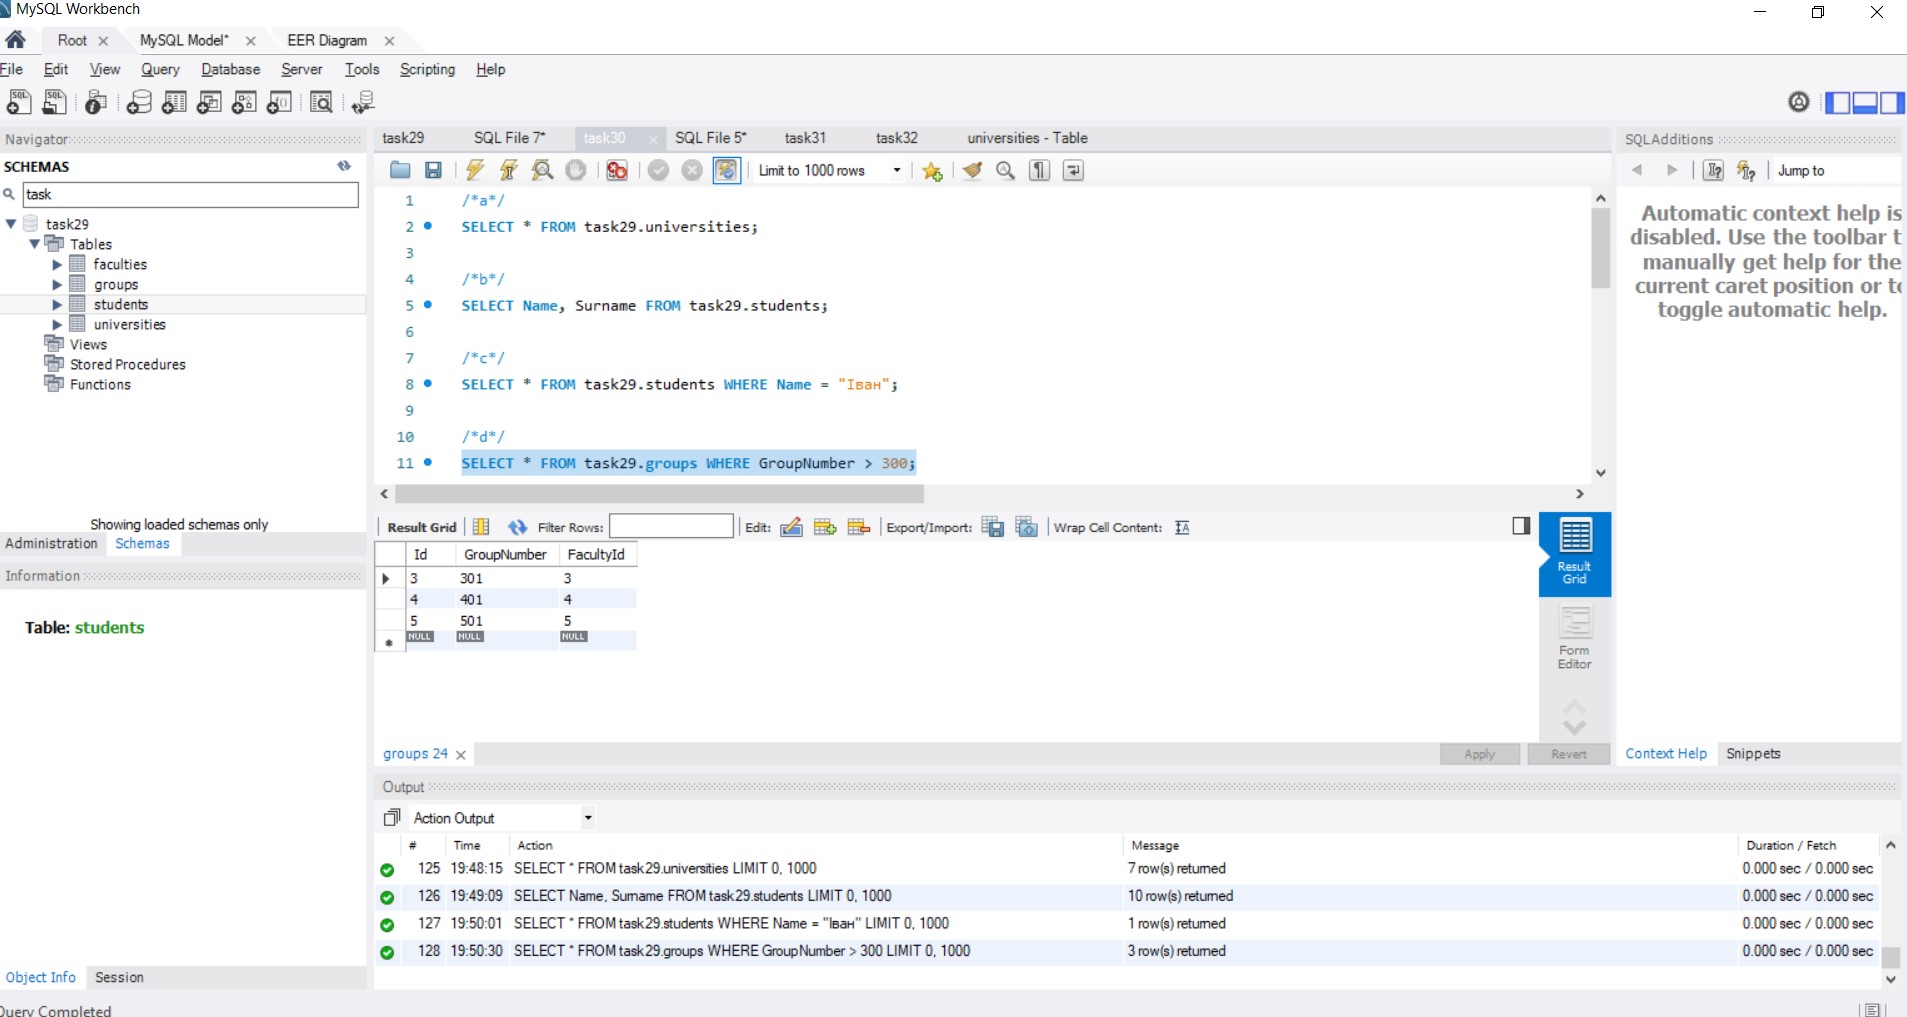 MySQL Workbench
Root
MySQL Model*
EER Diagram
File Edit View Query Database Server Tools Scripting Help
Navigator
SCHEMAS
task
task29
Tables
faculties
groups
students
universities
Views
Stored Procedures
Functions
Showing loaded schemas only
Administration Schemas
Information
Table: students
Object Info Session
Query Completed
task29 SQL File 7* task30 SQL File 5* task31 task32 universities - Table
Limit to 1000 rows
1 /*a*/
2 SELECT * FROM task29.universities;
3
4 /*b*/
5 SELECT Name, Surname FROM task29.students;
6
7 /*c*/
8 SELECT * FROM task29.students WHERE Name = "Іван";
9
10 /*d*/
11 SELECT * FROM task29.groups WHERE GroupNumber > 300;
Result Grid Filter Rows: Edit: Export/Import: Wrap Cell Content:
Id GroupNumber FacultyId
3 301 3
4 401 4
5 501 5
NULL NULL NULL
Result
Grid
Form
Editor
groups 24
Apply Revert
Output
Action Output
# Time Action Message Duration / Fetch
125 19:48:15 SELECT * FROM task29.universities LIMIT 0, 1000 7 row(s) returned 0.000 sec / 0.000 sec
126 19:49:09 SELECT Name, Surname FROM task29.students LIMIT 0, 1000 10 row(s) returned 0.000 sec / 0.000 sec
127 19:50:01 SELECT * FROM task29.students WHERE Name = "Іван" LIMIT 0, 1000 1 row(s) returned 0.000 sec / 0.000 sec
128 19:50:30 SELECT * FROM task29.groups WHERE GroupNumber > 300 LIMIT 0, 1000 3 row(s) returned 0.000 sec / 0.000 sec
SQLAdditions
Jump to
Automatic context help is
disabled. Use the toolbar t
manually get help for the
current caret position or to
toggle automatic help.
Context Help Snippets